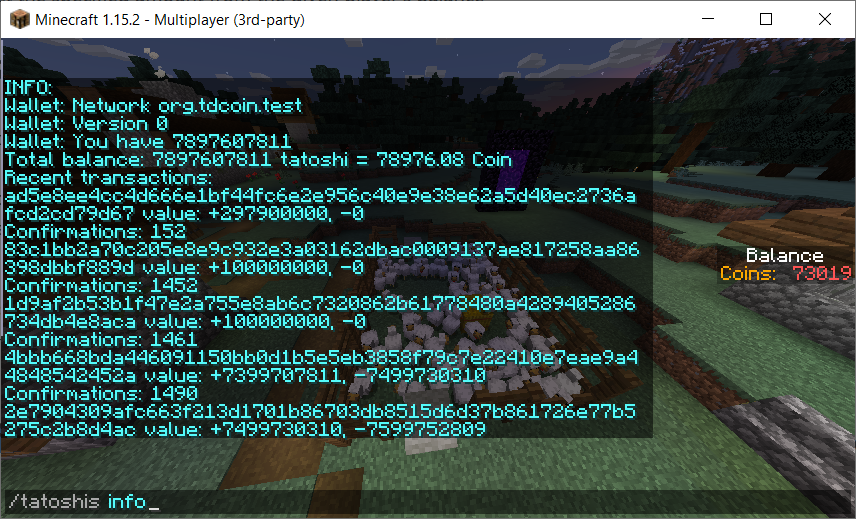 Minecraft 1.15.2 - Multiplayer (3rd-party)
INFO:
Wallet: Network org.tdcoin.test
Wallet: Version 0
Wallet: You have 7897607811
Total balance: 7897607811 tatoshi = 78976.08 Coin
Recent transactions:
ad5e8ee4cc4d666e1bf44fc6e2e956c40e9e38e62a5d40ec2736a
fcd2cd79d67 value: +297900000, -0
Confirmations: 152
83c1bb2a70c205e8e9c932e3a03162dbac0009137ae817258aa86
398dbbf889d value: +100000000, -0
Confirmations: 1452
1d9af2b53b1f47e2a755e8ab6c7320862b61778480a4289405286
734db4e8aca value: +100000000, -0
Confirmations: 1461
4bbb668bda446091150bb0d1b5e5eb3858f79c7e22410e7eae9a4
4848542452a value: +7399707811, -7499730310
Confirmations: 1490
2e7904309afc663f213d1701b86703db8515d6d37b861726e77b5
275c2b8d4ac value: +7499730310, -7599752809
Balance
Coins: 73019
/tatoshis info_